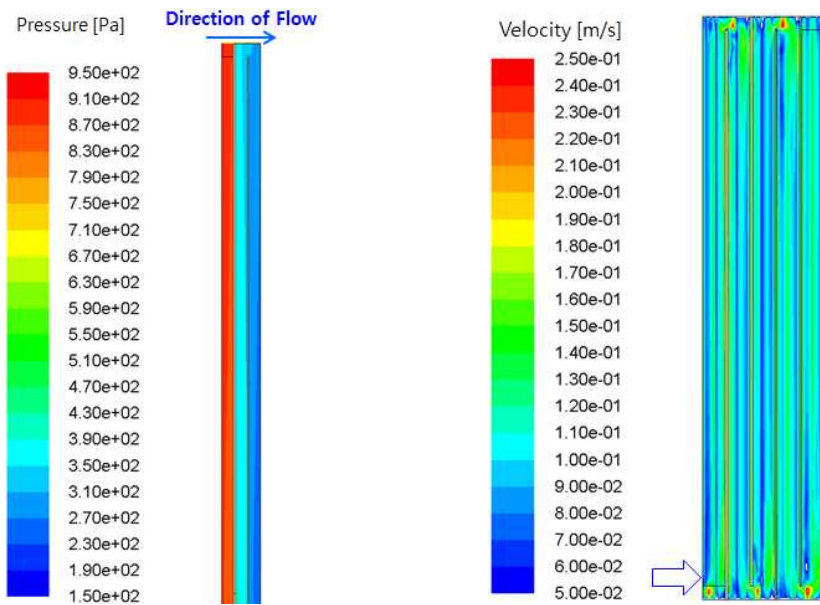 Pressure [Pa]
Direction of Flow
9.50e+02
9.10e+02
8.70e+02
8.30e+02
7.90e+02
7.50e+02
7.10e+02
6.70e+02
6.30e+02
5.90e+02
5.50e+02
5.10e+02
4.70e+02
4.30e+02
3.90e+02
3.50e+02
3.10e+02
2.70e+02
2.30e+02
1.90e+02
1.50e+02
Velocity [m/s]
2.50e-01
2.40e-01
2.30e-01
2.20e-01
2.10e-01
2.00e-01
1.90e-01
1.80e-01
1.70e-01
1.60e-01
1.50e-01
1.40e-01
1.30e-01
1.20e-01
1.10e-01
1.00e-01
9.00e-02
8.00e-02
7.00e-02
6.00e-02
5.00e-02